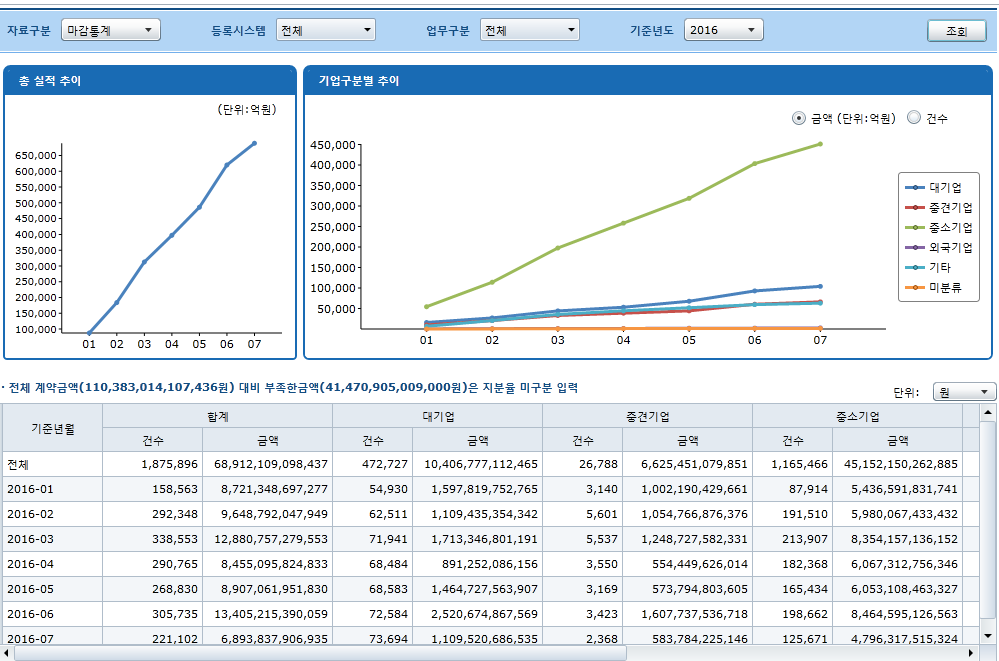 자료구분 마감통계 등록시스템 전체 업무구분 전체 기준년도 2016 조회
총 실적 추이
(단위:억원)
650,000
600,000
550,000
500,000
450,000
400,000
350,000
300,000
250,000
200,000
150,000
100,000
01 02 03 04 05 06 07
기업구분별 추이
금액 (단위:억원) 건수
450,000
400,000
350,000
300,000
250,000
200,000
150,000
100,000
50,000
01 02 03 04 05 06 07
대기업
중견기업
중소기업
외국기업
기타
미분류
· 전체 계약금액(110,383,014,107,436원) 대비 부족한금액(41,470,905,009,000원)은 지분율 미구분 입력
단위: 원
기준년월 합계 대기업 중견기업 중소기업
건수 금액 건수 금액 건수 금액 건수 금액
전체 1,875,896 68,912,109,098,437 472,727 10,406,777,112,465 26,788 6,625,451,079,851 1,165,466 45,152,150,262,885
2016-01 158,563 8,721,348,697,277 54,930 1,597,819,752,765 3,140 1,002,190,429,661 87,914 5,436,591,831,741
2016-02 292,348 9,648,792,047,949 62,511 1,109,435,354,342 5,601 1,054,766,876,376 191,510 5,980,067,433,432
2016-03 338,553 12,880,757,279,553 71,941 1,713,346,801,191 5,537 1,248,727,582,331 213,907 8,354,157,136,152
2016-04 290,765 8,455,095,824,833 68,484 891,252,086,156 3,550 554,449,626,014 182,368 6,067,312,756,346
2016-05 268,830 8,907,061,951,830 68,583 1,464,727,563,907 3,169 573,794,803,605 165,434 6,053,108,463,327
2016-06 305,735 13,405,215,390,059 72,584 2,520,674,867,569 3,423 1,607,737,536,718 198,662 8,464,595,126,563
2016-07 221,102 6,893,837,906,935 73,694 1,109,520,686,535 2,368 583,784,225,146 125,671 4,796,317,515,324